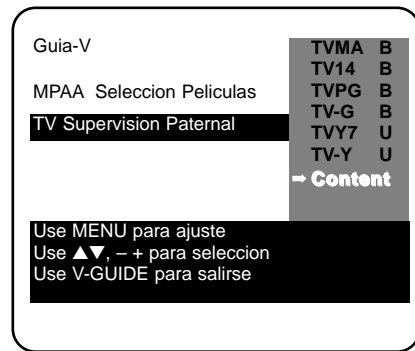 Guia-V
MPAA Seleccion Peliculas
TV Supervision Paternal
TVMA B
TV14 B
TVPG B
TV-G B
TVY7 U
TV-Y U
➡ Content
Use MENU para ajuste
Use ▲▼, – + para seleccion
Use V-GUIDE para salirse